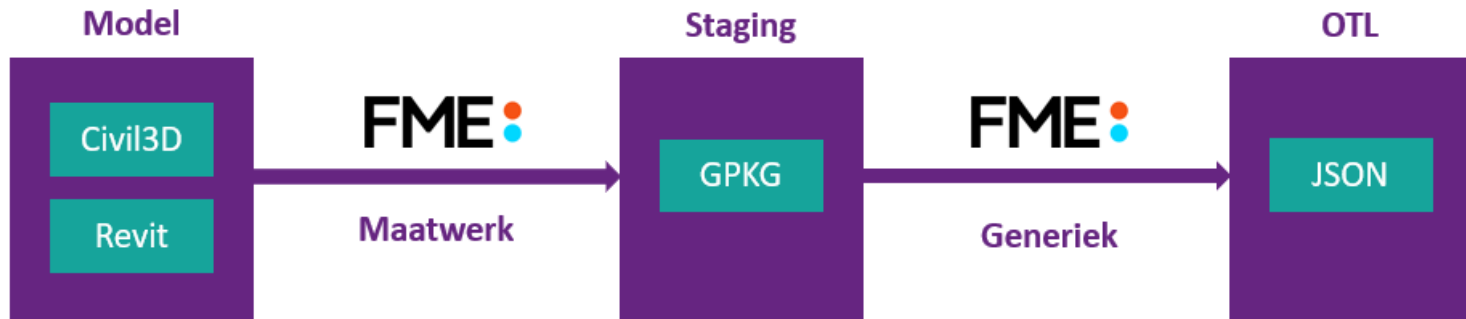 Model
Staging
OTL
FME:
FME:
Civil3D
GPKG
JSON
Revit
Maatwerk
Generiek